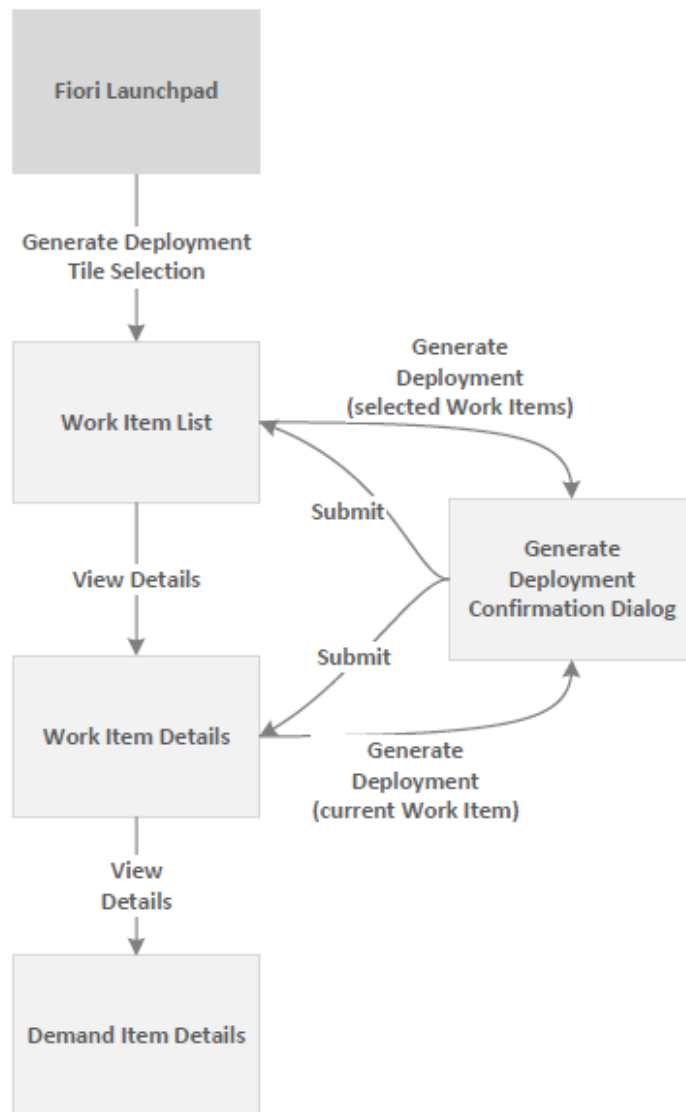 Fiori Launchpad
Generate Deployment
Tile Selection
Work Item List
Generate
Deployment
(selected Work Items)
Submit
Generate
Deployment
Confirmation Dialog
View Details
Submit
Work Item Details
Generate
Deployment
(current Work Item)
View
Details
Demand Item Details